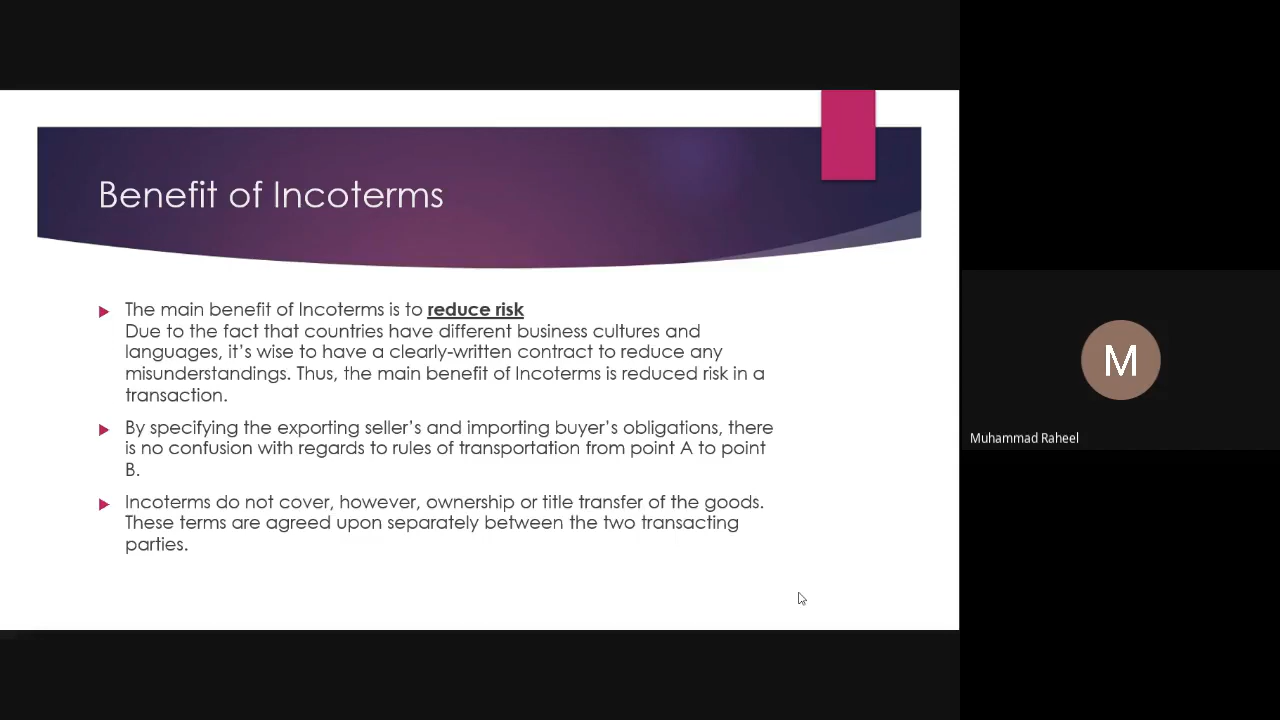 Benefit of Incoterms
The main benefit of Incoterms is to reduce risk
Due to the fact that countries have different business cultures and
languages, it’s wise to have a clearly-written contract to reduce any
misunderstandings. Thus, the main benefit of Incoterms is reduced risk in a
transaction.
By specifying the exporting seller’s and importing buyer’s obligations, there
is no confusion with regards to rules of transportation from point A to point
B.
Incoterms do not cover, however, ownership or title transfer of the goods.
These terms are agreed upon separately between the two transacting
parties.
M
Muhammad Raheel